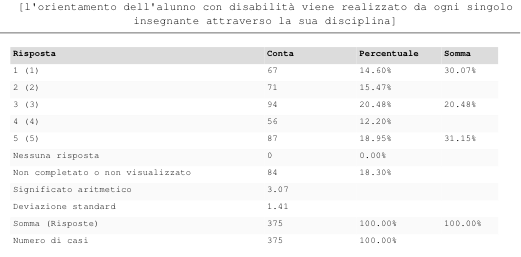 [l'orientamento dell'alunno con disabilità viene realizzato da ogni singolo
insegnante attraverso la sua disciplina]
Risposta Conta Percentuale Somma
1 (1) 67 14.60% 30.07%
2 (2) 71 15.47%
3 (3) 94 20.48% 20.48%
4 (4) 56 12.20%
5 (5) 87 18.95% 31.15%
Nessuna risposta 0 0.00%
Non completato o non visualizzato 84 18.30%
Significato aritmetico 3.07
Deviazione standard 1.41
Somma (Risposte) 375 100.00% 100.00%
Numero di casi 375 100.00%